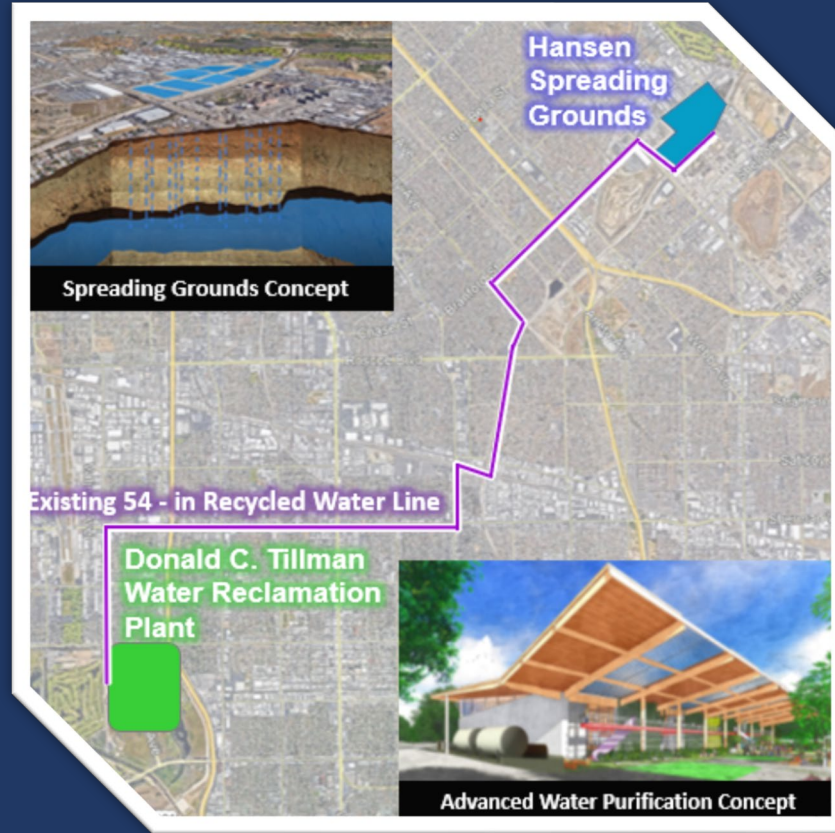 Hansen
Spreading
Grounds
Spreading Grounds Concept
Existing 54 - in Recycled Water Line
Donald C. Tillman
Water Reclamation
Plant
Advanced Water Purification Concept